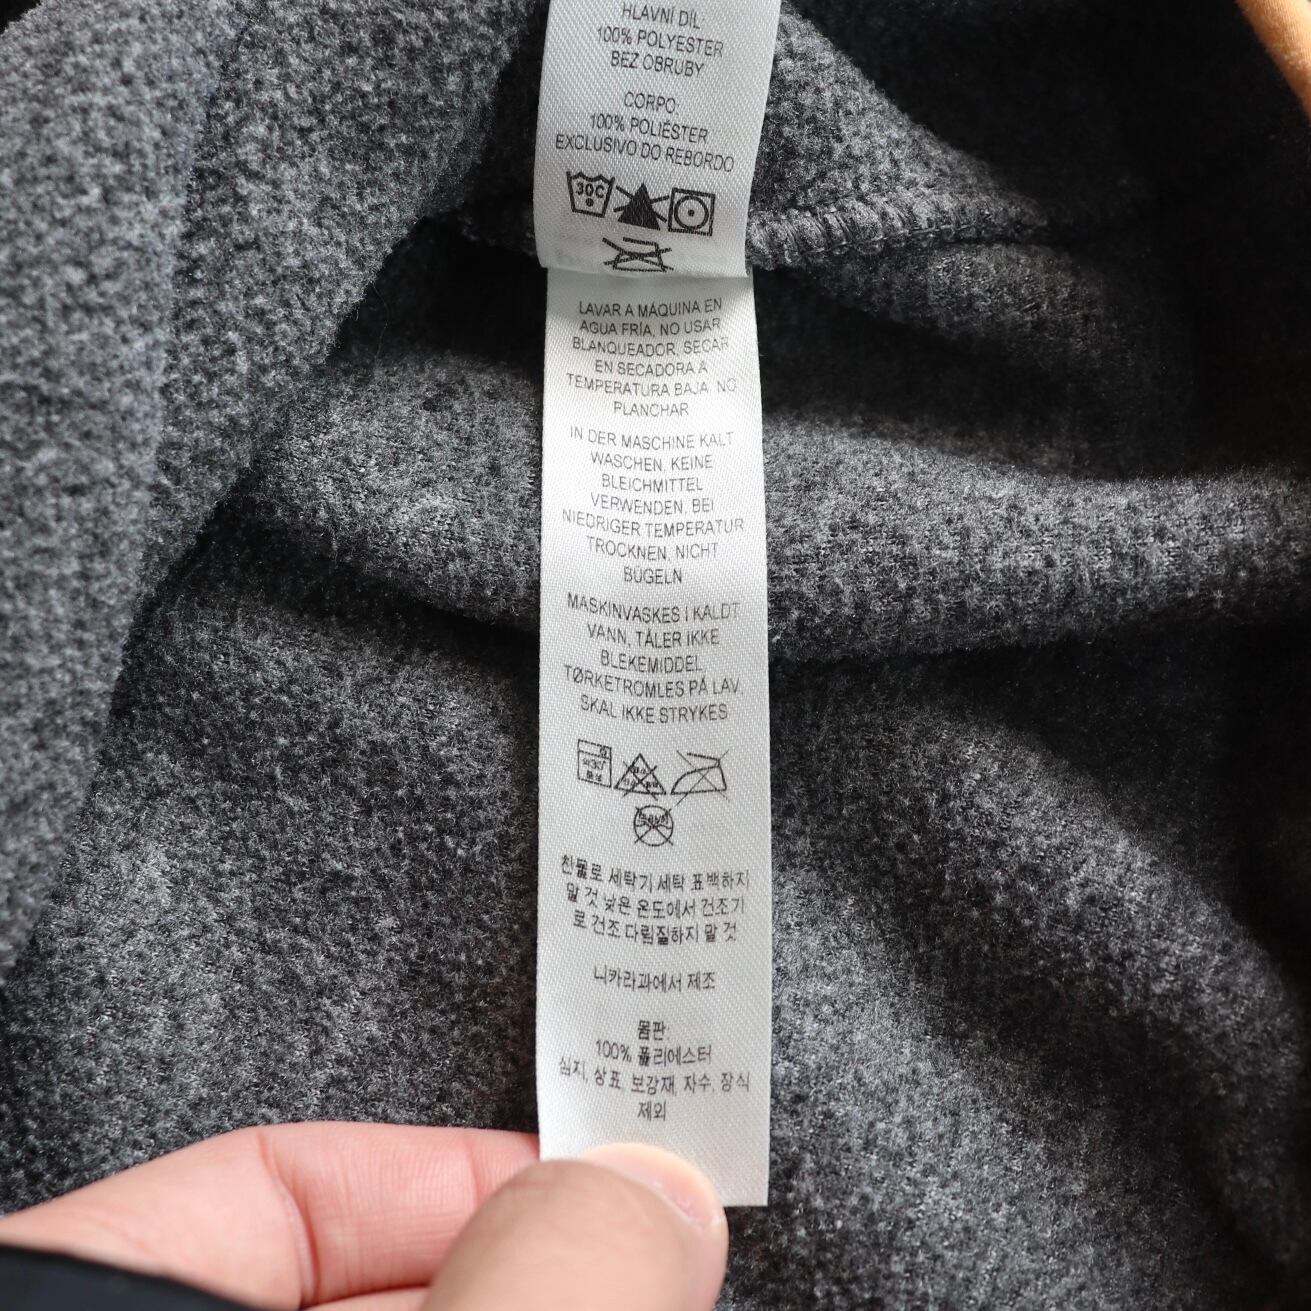 HLAVNÍ DÍL
100% POLYESTER
BEZ OBRUBY
CORPO
100% POLIÉSTER
EXCLUSIVO DO REBORDO
30C
LAVAR A MÁQUINA EN
AGUA FRÍA, NO USAR
BLANQUEADOR, SECAR
EN SECADORA A
TEMPERATURA BAJA NO
PLANCHAR
IN DER MASCHINE KALT
WASCHEN, KEINE
BLEICHMITTEL
VERWENDEN, BEI
NIEDRIGER TEMPERATUR
TROCKNEN, NICHT
BÜGELN
MASKINVASKES I KALDT
VANN, TÅLER IKKE
BLEKEMIDDEL,
TØRKETROMLES PÅ LAV,
SKAL IKKE STRYKES
찬물로 세탁기 세탁 표백하지
말 것 낮은 온도에서 건조기
로 건조 다림질하지 말 것
니카라과에서 제조
몸판
100% 폴리에스터
심지, 상표, 보강재, 자수, 장식
제외